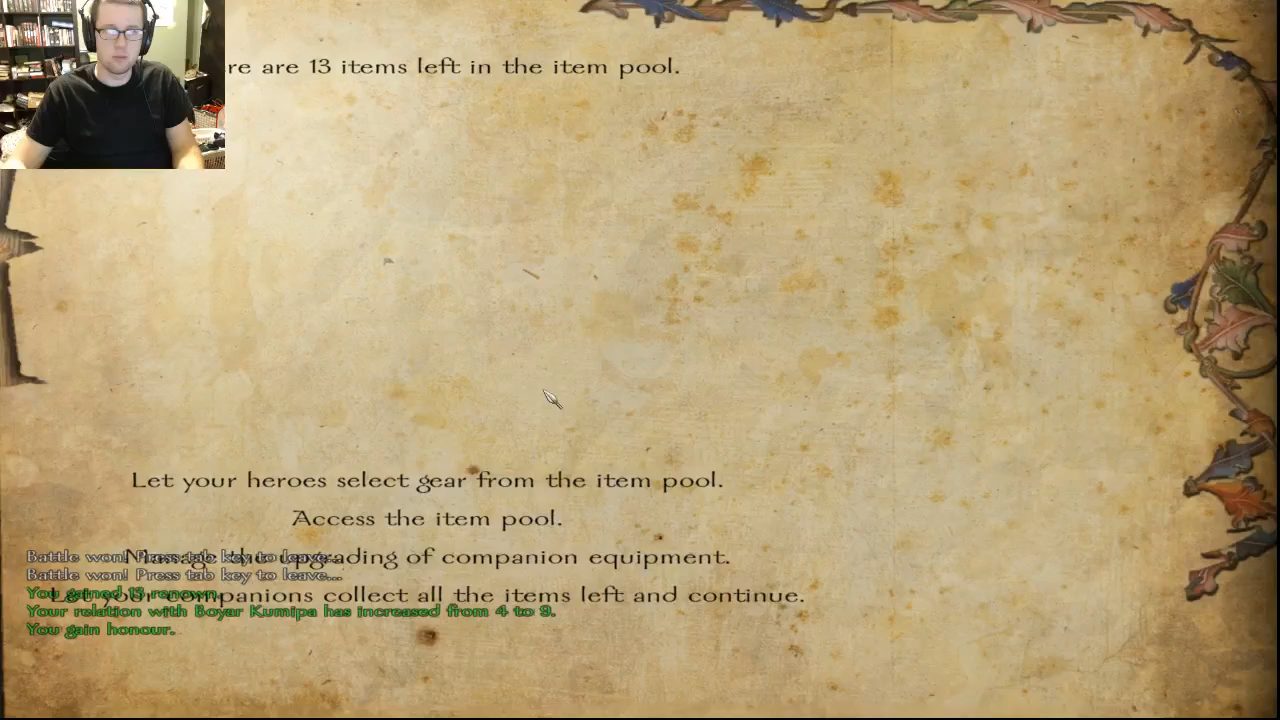 re are 13 items left in the item pool.
Let your heroes select gear from the item pool.
Access the item pool.
Manage the upgrading of companion equipment.
Battle won! Press tab key to leave...
Battle won! Press tab key to leave...
You gained 13 renown.
companions collect all the items left and continue.
Your relation with Boyar Kumipa has increased from 4 to 9.
You gain honour.